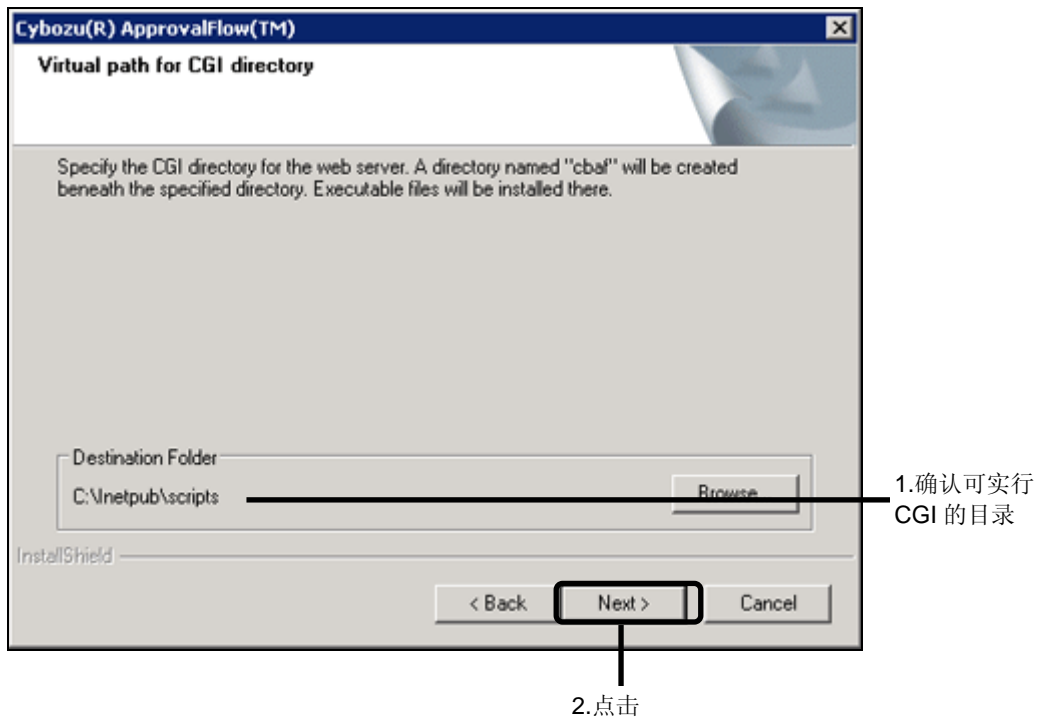 Cybozu(R) ApprovalFlow(TM)
Virtual path for CGI directory
Specify the CGI directory for the web server. A directory named "cbaf" will be created
beneath the specified directory. Executable files will be installed there.
Destination Folder
C:\Inetpub\scripts
Browse...
1.确认可实行
CGI 的目录
InstallShield
< Back
Next >
Cancel
2.点击